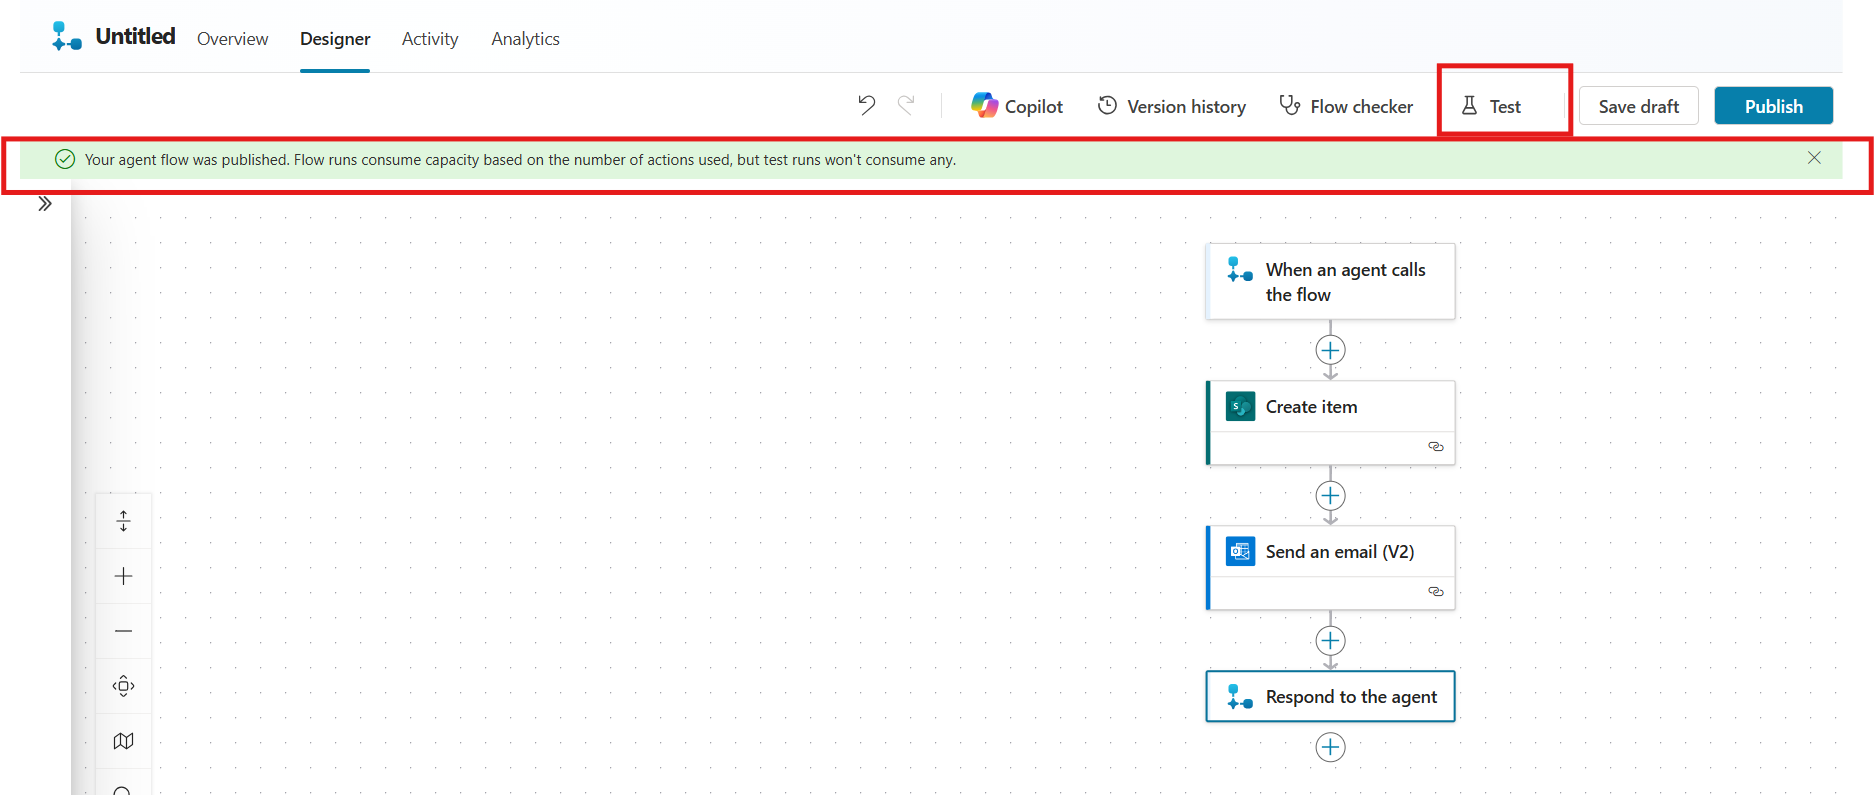 Untitled Overview Designer Activity Analytics
Copilot Version history Flow checker Test Save draft Publish
Your agent flow was published. Flow runs consume capacity based on the number of actions used, but test runs won't consume any.
When an agent calls
the flow
Create item
Send an email (V2)
Respond to the agent